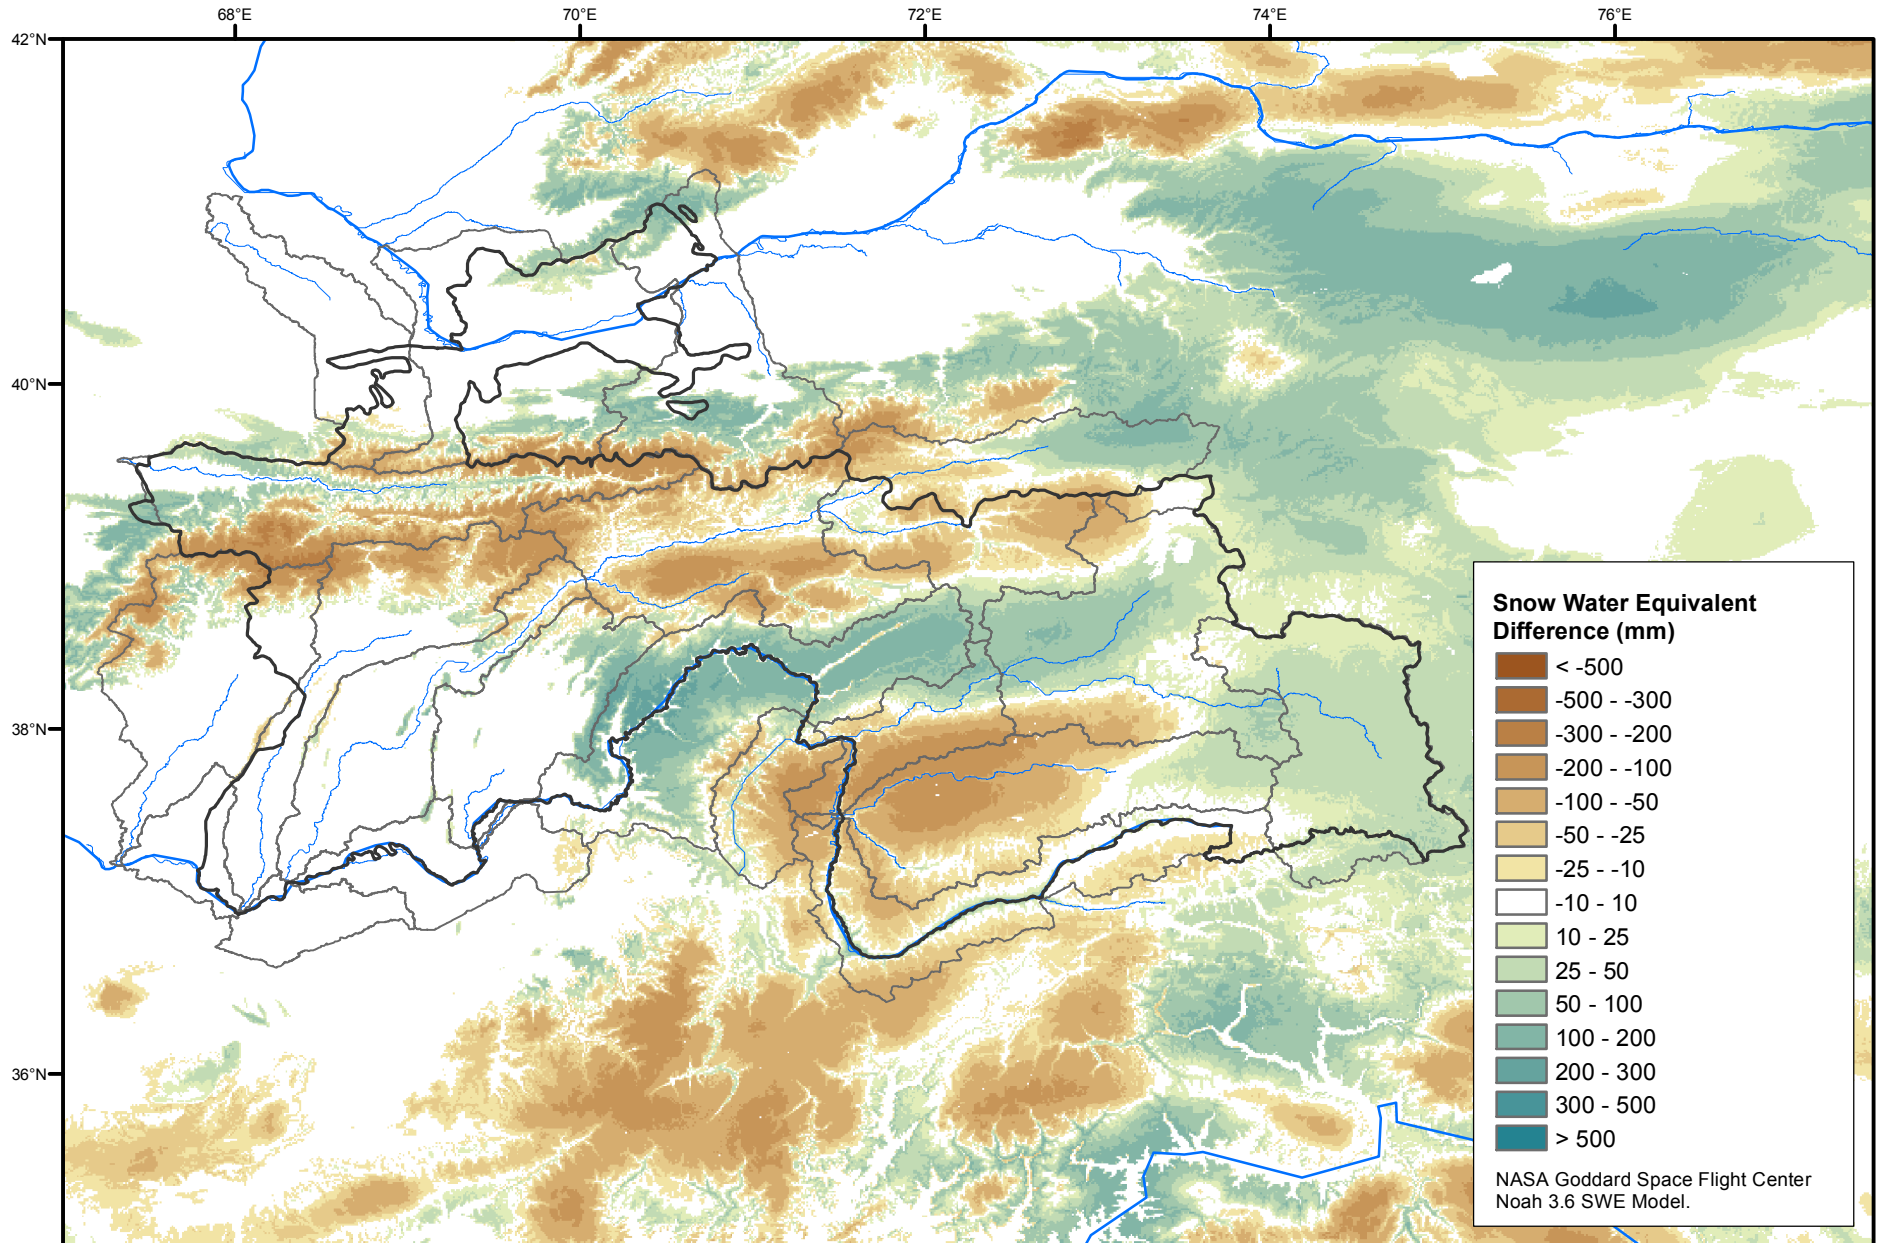 68°E
70°E
72°E
74°E
76°E
42°N
40°N
38°N
36°N
Snow Water Equivalent
Difference (mm)
< -500
-500 - -300
-300 - -200
-200 - -100
-100 - -50
-50 - -25
-25 - -10
-10 - 10
10 - 25
25 - 50
50 - 100
100 - 200
200 - 300
300 - 500
> 500
NASA Goddard Space Flight Center
Noah 3.6 SWE Model.